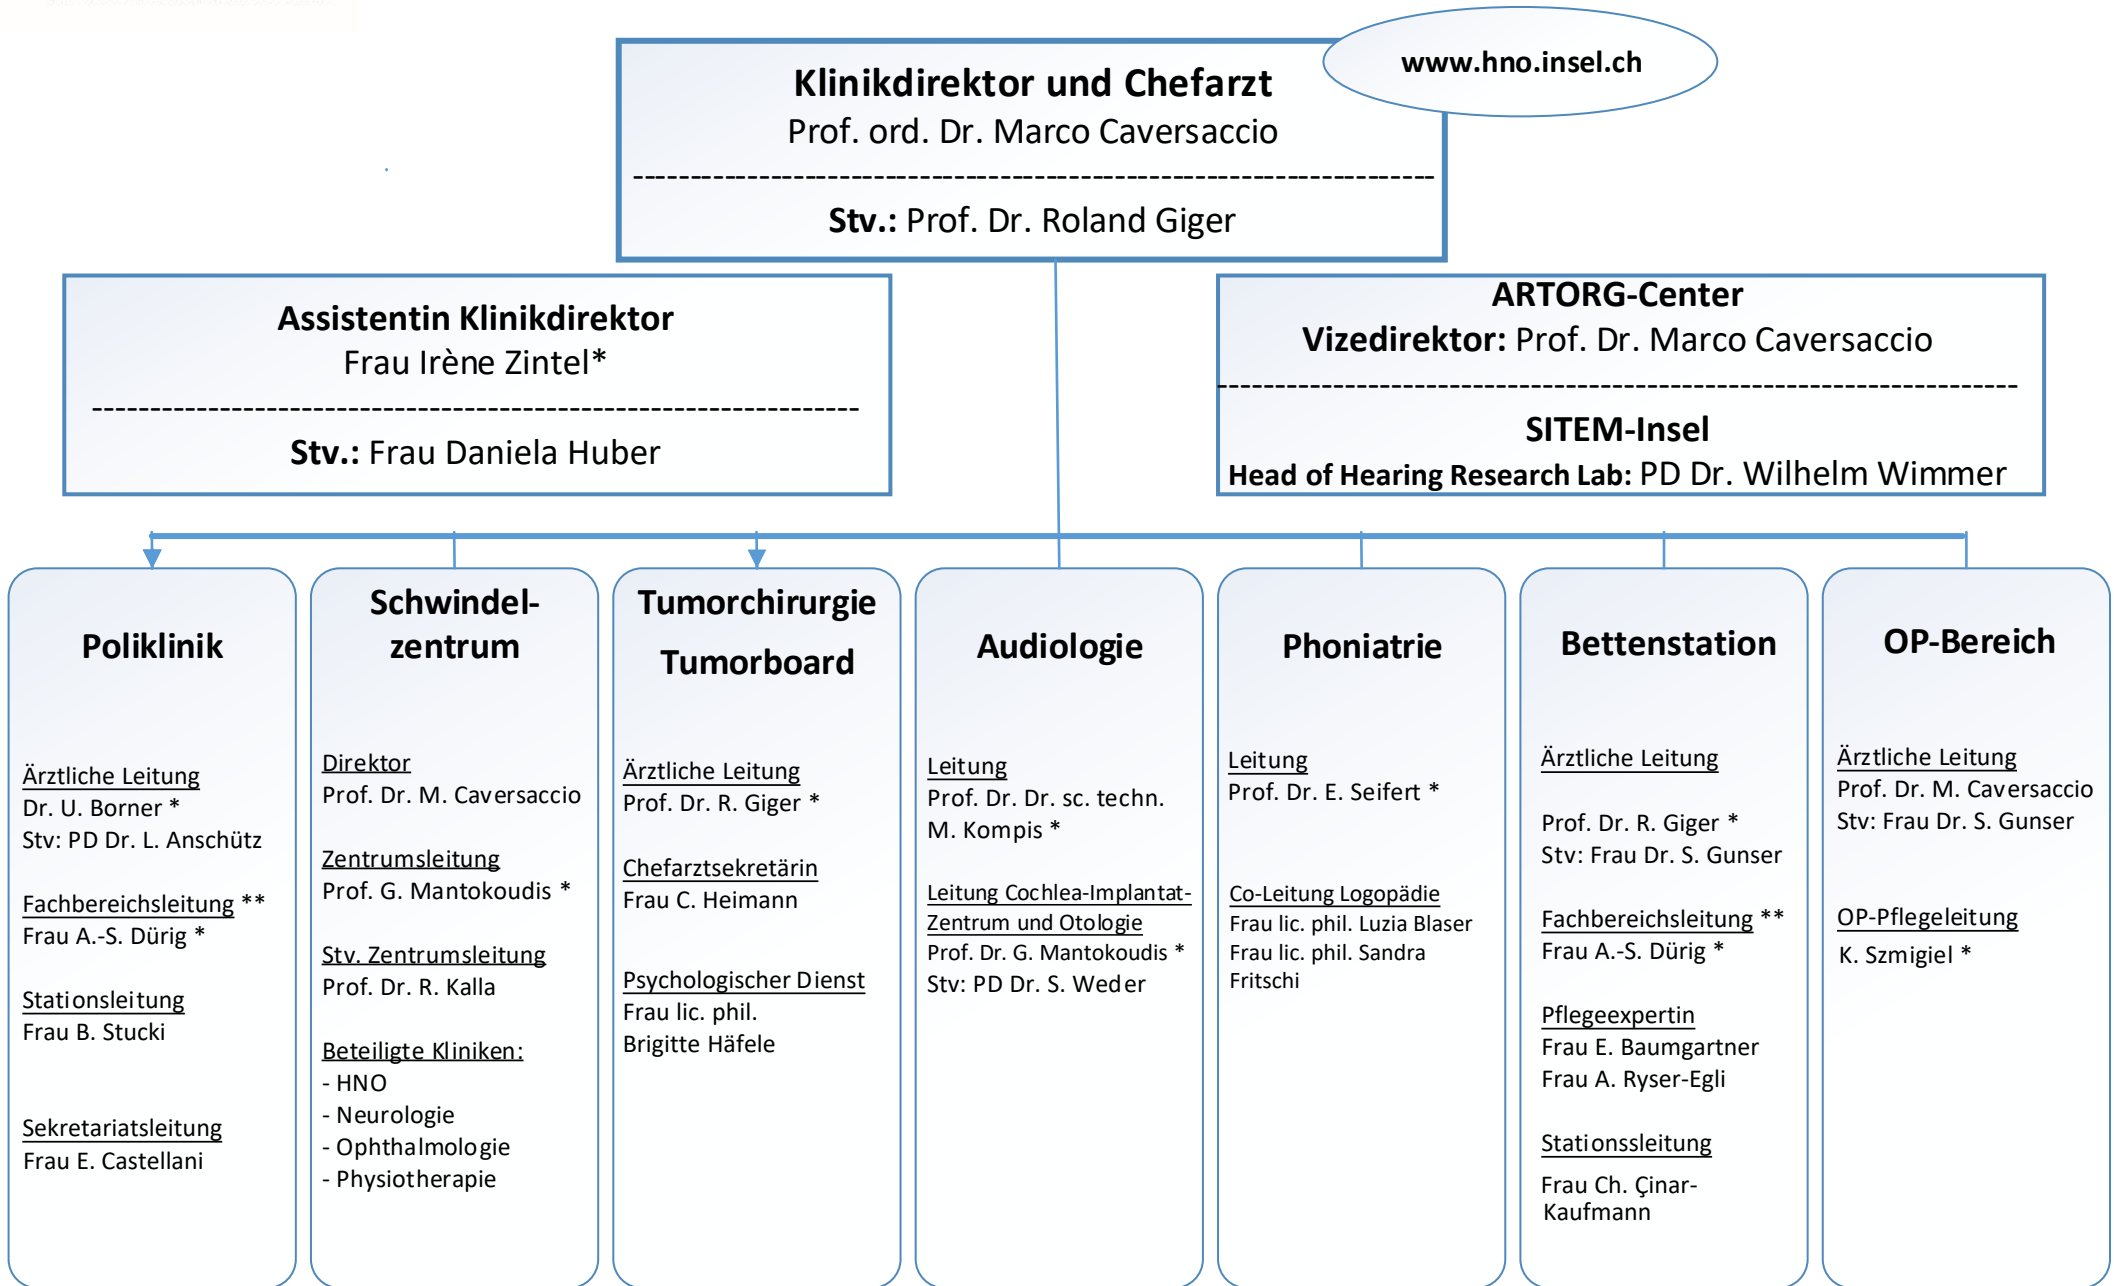 www.hno.insel.ch
Klinikdirektor und Chefarzt
Prof. ord. Dr. Marco Caversaccio
---------------------------------------------------------------------
Stv.: Prof. Dr. Roland Giger
Assistentin Klinikdirektor
Frau Irène Zintel*
------------------------------------------------------------------
Stv.: Frau Daniela Huber
ARTORG-Center
Vizedirektor: Prof. Dr. Marco Caversaccio
---------------------------------------------------------------------
SITEM-Insel
Head of Hearing Research Lab: PD Dr. Wilhelm Wimmer
Poliklinik
Ärztliche Leitung
Dr. U. Borner *
Stv: PD Dr. L. Anschütz
Fachbereichsleitung **
Frau A.-S. Dürig *
Stationsleitung
Frau B. Stucki
Sekretariatsleitung
Frau E. Castellani
Schwindel-
zentrum
Direktor
Prof. Dr. M. Caversaccio
Zentrumsleitung
Prof. G. Mantokoudis *
Stv. Zentrumsleitung
Prof. Dr. R. Kalla
Beteiligte Kliniken:
- HNO
- Neurologie
- Ophthalmologie
- Physiotherapie
Tumorchirurgie
Tumorboard
Ärztliche Leitung
Prof. Dr. R. Giger *
Chefarztsekretärin
Frau C. Heimann
Psychologischer Dienst
Frau lic. phil.
Brigitte Häfele
Audiologie
Leitung
Prof. Dr. Dr. sc. techn.
M. Kompis *
Leitung Cochlea-Implantat-
Zentrum und Otologie
Prof. Dr. G. Mantokoudis *
Stv: PD Dr. S. Weder
Phoniatrie
Leitung
Prof. Dr. E. Seifert *
Co-Leitung Logopädie
Frau lic. phil. Luzia Blaser
Frau lic. phil. Sandra
Fritschi
Bettenstation
Ärztliche Leitung
Prof. Dr. R. Giger *
Stv: Frau Dr. S. Gunser
Fachbereichsleitung **
Frau A.-S. Dürig *
Pflegeexpertin
Frau E. Baumgartner
Frau A. Ryser-Egli
Stationssleitung
Frau Ch. Çinar-
Kaufmann
OP-Bereich
Ärztliche Leitung
Prof. Dr. M. Caversaccio
Stv: Frau Dr. S. Gunser
OP-Pflegeleitung
K. Szmigiel *